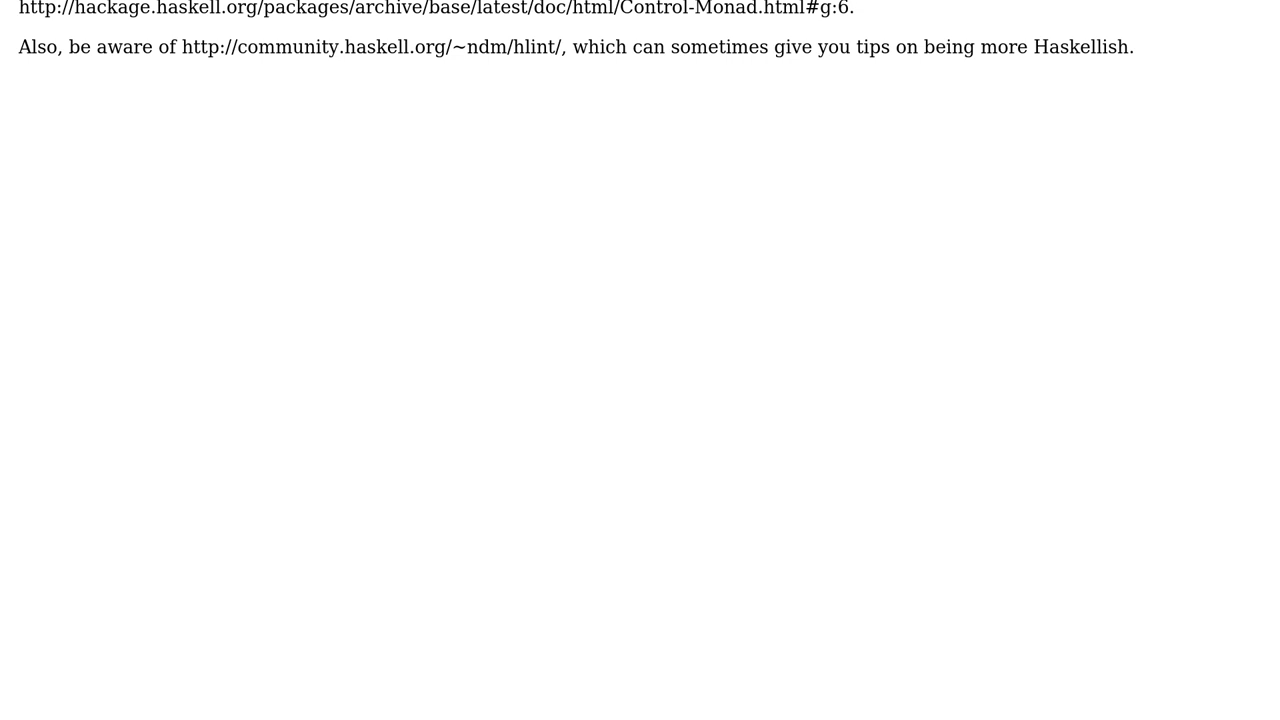 http://hackage.haskell.org/packages/archive/base/latest/doc/html/Control-Monad.html#g:6.
Also, be aware of http://community.haskell.org/~ndm/hlint/, which can sometimes give you tips on being more Haskellish.